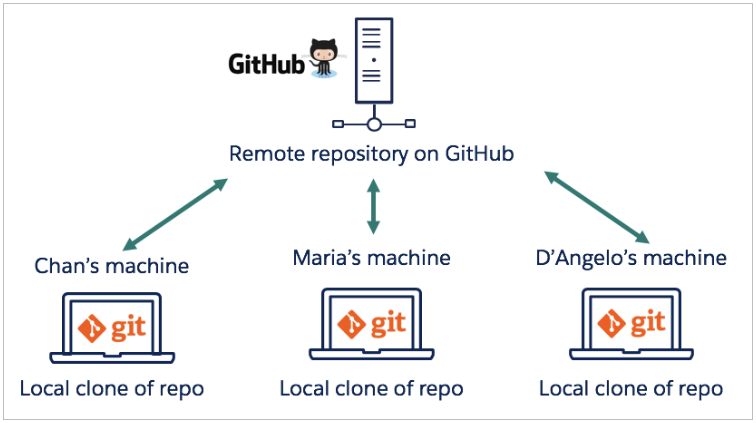 GitHub
Remote repository on GitHub
Chan’s machine
Maria’s machine
D’Angelo’s machine
git
git
git
Local clone of repo
Local clone of repo
Local clone of repo